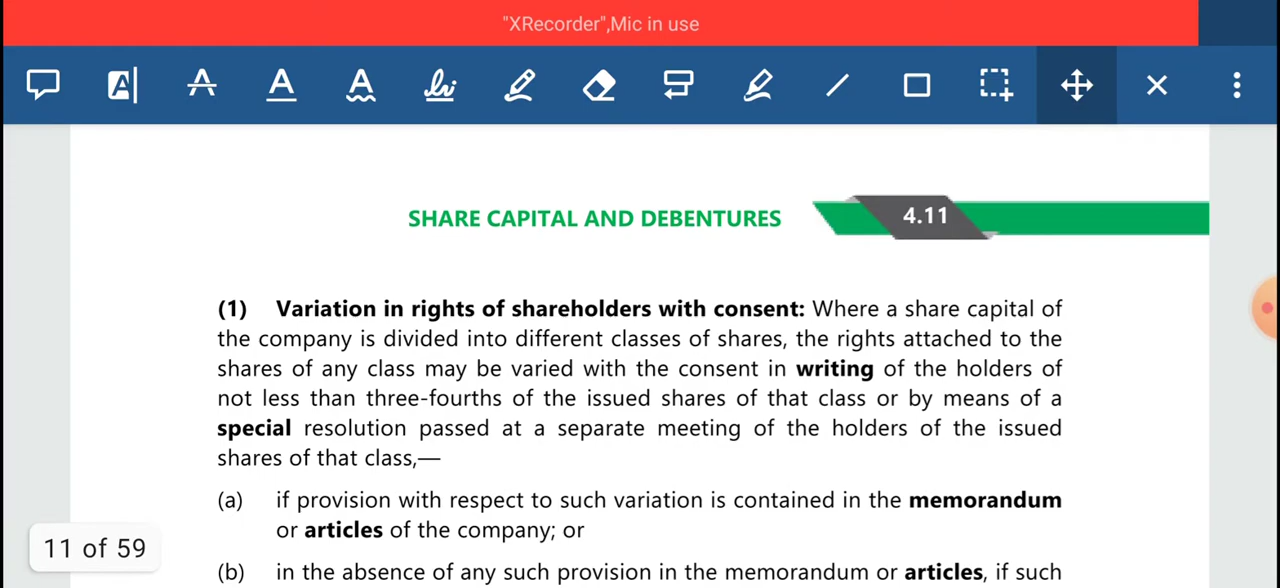 "XRecorder",Mic in use
SHARE CAPITAL AND DEBENTURES
4.11
(1) Variation in rights of shareholders with consent: Where a share capital of
the company is divided into different classes of shares, the rights attached to the
shares of any class may be varied with the consent in writing of the holders of
not less than three-fourths of the issued shares of that class or by means of a
special resolution passed at a separate meeting of the holders of the issued
shares of that class,—
(a) if provision with respect to such variation is contained in the memorandum
or articles of the company; or
(b) in the absence of any such provision in the memorandum or articles, if such
11 of 59